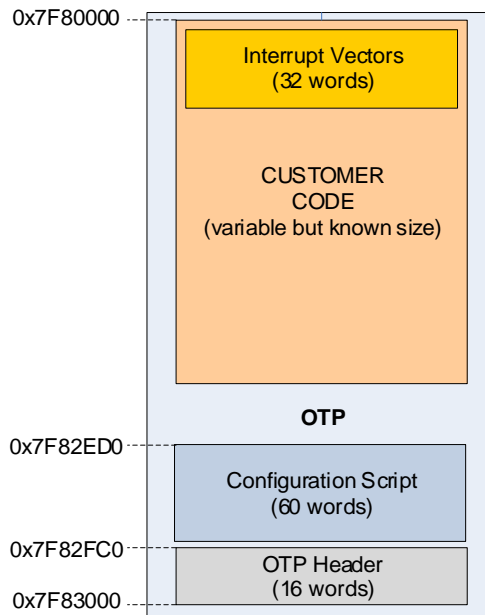 0x7F80000
Interrupt Vectors
(32 words)
CUSTOMER
CODE
(variable but known size)
OTP
0x7F82ED0
Configuration Script
(60 words)
0x7F82FC0
OTP Header
(16 words)
0x7F83000